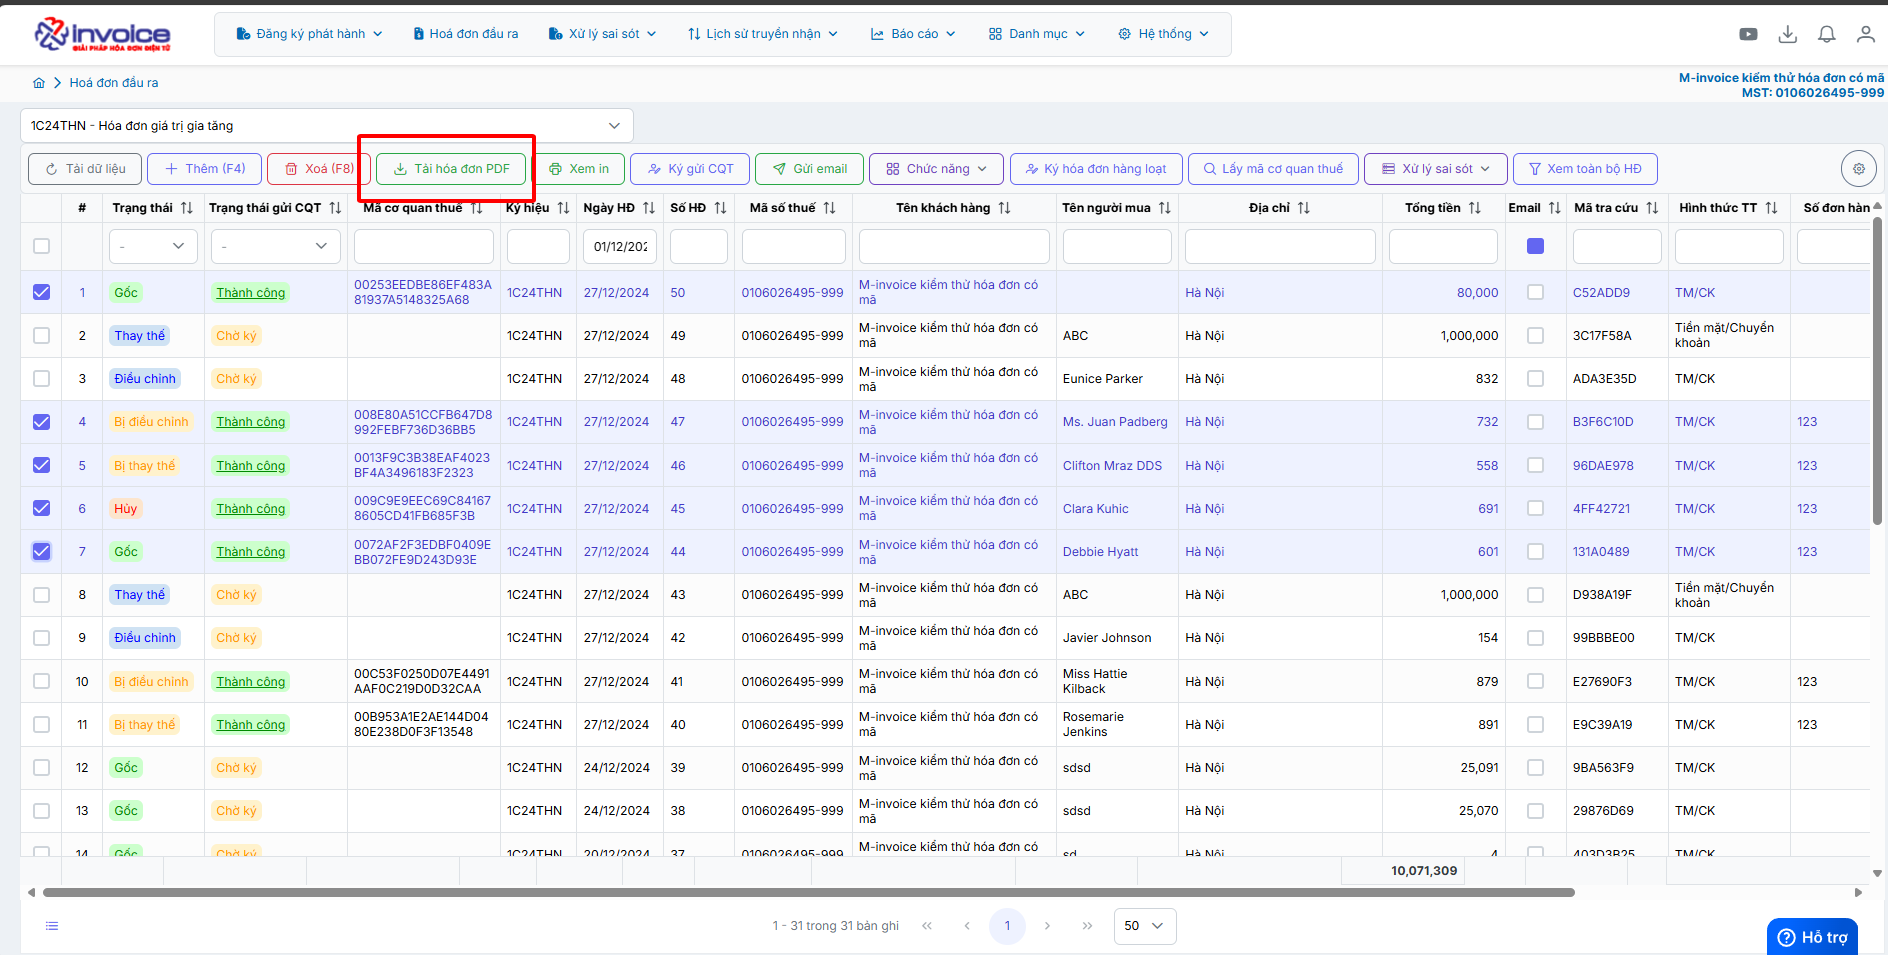 invoice
GIẢI PHÁP HÓA ĐƠN ĐIỆN TỬ
Đăng ký phát hành
Hoá đơn đầu ra
Xử lý sai sót
Lịch sử truyền nhận
Báo cáo
Danh mục
Hệ thống
Hoá đơn đầu ra
M-invoice kiểm thử hóa đơn có mã
MST: 0106026495-999
1C24THN - Hóa đơn giá trị gia tăng
Tải dữ liệu
Thêm (F4)
Xoá (F8)
Tải hóa đơn PDF
Xem in
Ký gửi CQT
Gửi email
Chức năng
Ký hóa đơn hàng loạt
Lấy mã cơ quan thuế
Xử lý sai sót
Xem toàn bộ HĐ
# Trạng thái Trạng thái gửi CQT Mã cơ quan thuế Ký hiệu Ngày HĐ Số HĐ Mã số thuế Tên khách hàng Tên người mua Địa chỉ Tổng tiền Email Mã tra cứu Hình thức TT Số đơn hàn
- - 01/12/202
1 Gốc Thành công 00253EEDBE86EF483A 81937A5148325A68 1C24THN 27/12/2024 50 0106026495-999 M-invoice kiểm thử hóa đơn có mã Hà Nội 80,000 C52ADD9 TM/CK
2 Thay thế Chờ ký 1C24THN 27/12/2024 49 0106026495-999 M-invoice kiểm thử hóa đơn có mã ABC Hà Nội 1,000,000 3C17F58A Tiền mặt/Chuyển khoản
3 Điều chỉnh Chờ ký 1C24THN 27/12/2024 48 0106026495-999 M-invoice kiểm thử hóa đơn có mã Eunice Parker Hà Nội 832 ADA3E35D TM/CK
4 Bị điều chỉnh Thành công 008E80A51CCFB647D8 992FEBF736D36BB5 1C24THN 27/12/2024 47 0106026495-999 M-invoice kiểm thử hóa đơn có mã Ms. Juan Padberg Hà Nội 732 B3F6C10D TM/CK 123
5 Bị thay thế Thành công 0013F9C3B38EAF4023 BF4A3496183F2323 1C24THN 27/12/2024 46 0106026495-999 M-invoice kiểm thử hóa đơn có mã Clifton Mraz DDS Hà Nội 558 96DAE978 TM/CK 123
6 Hủy Thành công 009C9E9EEC69C84167 8605CD41FB685F3B 1C24THN 27/12/2024 45 0106026495-999 M-invoice kiểm thử hóa đơn có mã Clara Kuhic Hà Nội 691 4FF42721 TM/CK 123
7 Gốc Thành công 0072AF2F3EDBF0409E BB072FE9D243D93E 1C24THN 27/12/2024 44 0106026495-999 M-invoice kiểm thử hóa đơn có mã Debbie Hyatt Hà Nội 601 131A0489 TM/CK 123
8 Thay thế Chờ ký 1C24THN 27/12/2024 43 0106026495-999 M-invoice kiểm thử hóa đơn có mã ABC Hà Nội 1,000,000 D938A19F Tiền mặt/Chuyển khoản
9 Điều chỉnh Chờ ký 1C24THN 27/12/2024 42 0106026495-999 M-invoice kiểm thử hóa đơn có mã Javier Johnson Hà Nội 154 99BBBE00 TM/CK
10 Bị điều chỉnh Thành công 00C53F0250D07E4491 AAF0C219D0D32CAA 1C24THN 27/12/2024 41 0106026495-999 M-invoice kiểm thử hóa đơn có mã Miss Hattie Kilback Hà Nội 879 E27690F3 TM/CK 123
11 Bị thay thế Thành công 00B953A1E2AE144D04 80E238D0F3F13548 1C24THN 27/12/2024 40 0106026495-999 M-invoice kiểm thử hóa đơn có mã Rosemarie Jenkins Hà Nội 891 E9C39A19 TM/CK 123
12 Gốc Chờ ký 1C24THN 24/12/2024 39 0106026495-999 M-invoice kiểm thử hóa đơn có mã sdsd Hà Nội 25,091 9BA563F9 TM/CK
13 Gốc Chờ ký 1C24THN 24/12/2024 38 0106026495-999 M-invoice kiểm thử hóa đơn có mã sdsd Hà Nội 25,070 29876D69 TM/CK
14 Gốc Chờ ký 1C24THN 20/12/2024 37 0106026495-999 M-invoice kiểm thử hóa đơn có sd Hà Nội 4 403D3B25 TM/CK
10,071,309
1 - 31 trong 31 bản ghi
1
50
Hỗ trợ